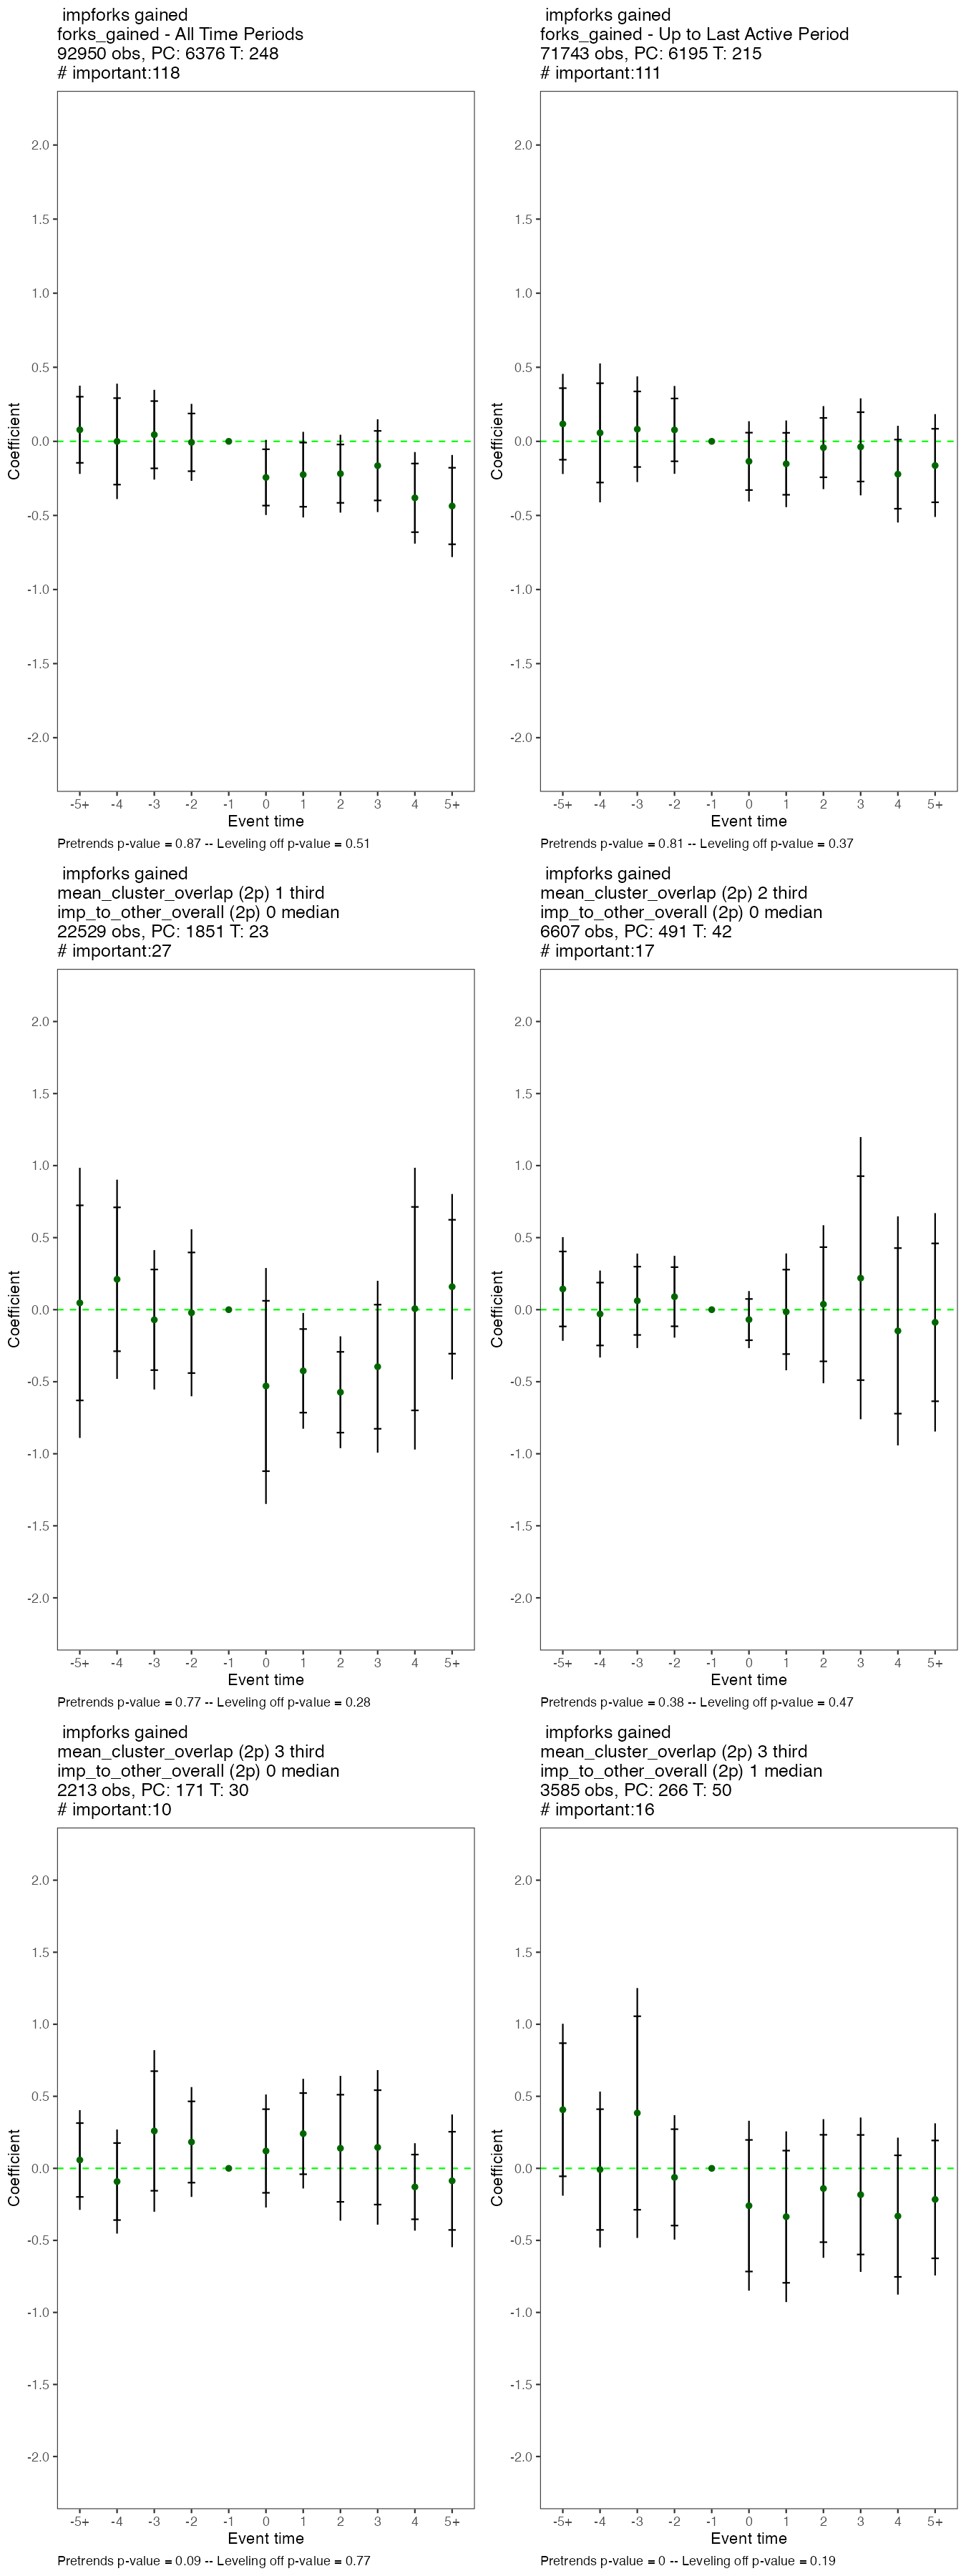 impforks gained
forks_gained - All Time Periods
92950 obs, PC: 6376 T: 248
# important:118
2.0
1.5
1.0
0.5
0.0
-0.5
-1.0
-1.5
-2.0
Coefficient
-5+ -4 -3 -2 -1 0 1 2 3 4 5+
Event time
Pretrends p-value = 0.87 -- Leveling off p-value = 0.51
impforks gained
forks_gained - Up to Last Active Period
71743 obs, PC: 6195 T: 215
# important:111
2.0
1.5
1.0
0.5
0.0
-0.5
-1.0
-1.5
-2.0
Coefficient
-5+ -4 -3 -2 -1 0 1 2 3 4 5+
Event time
Pretrends p-value = 0.81 -- Leveling off p-value = 0.37
impforks gained
mean_cluster_overlap (2p) 1 third
imp_to_other_overall (2p) 0 median
22529 obs, PC: 1851 T: 23
# important:27
2.0
1.5
1.0
0.5
0.0
-0.5
-1.0
-1.5
-2.0
Coefficient
-5+ -4 -3 -2 -1 0 1 2 3 4 5+
Event time
Pretrends p-value = 0.77 -- Leveling off p-value = 0.28
impforks gained
mean_cluster_overlap (2p) 2 third
imp_to_other_overall (2p) 0 median
6607 obs, PC: 491 T: 42
# important:17
2.0
1.5
1.0
0.5
0.0
-0.5
-1.0
-1.5
-2.0
Coefficient
-5+ -4 -3 -2 -1 0 1 2 3 4 5+
Event time
Pretrends p-value = 0.38 -- Leveling off p-value = 0.47
impforks gained
mean_cluster_overlap (2p) 3 third
imp_to_other_overall (2p) 0 median
2213 obs, PC: 171 T: 30
# important:10
2.0
1.5
1.0
0.5
0.0
-0.5
-1.0
-1.5
-2.0
Coefficient
-5+ -4 -3 -2 -1 0 1 2 3 4 5+
Event time
Pretrends p-value = 0.09 -- Leveling off p-value = 0.77
impforks gained
mean_cluster_overlap (2p) 3 third
imp_to_other_overall (2p) 1 median
3585 obs, PC: 266 T: 50
# important:16
2.0
1.5
1.0
0.5
0.0
-0.5
-1.0
-1.5
-2.0
Coefficient
-5+ -4 -3 -2 -1 0 1 2 3 4 5+
Event time
Pretrends p-value = 0 -- Leveling off p-value = 0.19